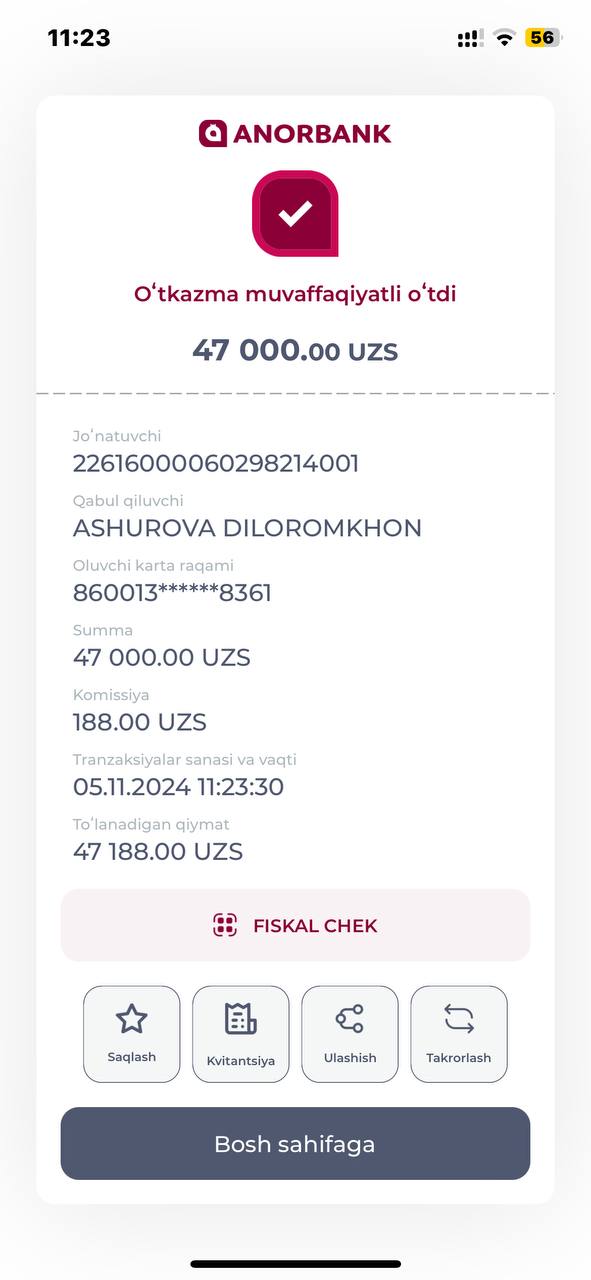 11:23
56
ANORBANK
Oʻtkazma muvaffaqiyatli oʻtdi
47 000.00 UZS
Joʻnatuvchi
22616000060298214001
Qabul qiluvchi
ASHUROVA DILOROMKHON
Oluvchi karta raqami
860013******8361
Summa
47 000.00 UZS
Komissiya
188.00 UZS
Tranzaksiyalar sanasi va vaqti
05.11.2024 11:23:30
Toʻlanadigan qiymat
47 188.00 UZS
FISKAL CHEK
Saqlash
Kvitantsiya
Ulashish
Takrorlash
Bosh sahifaga